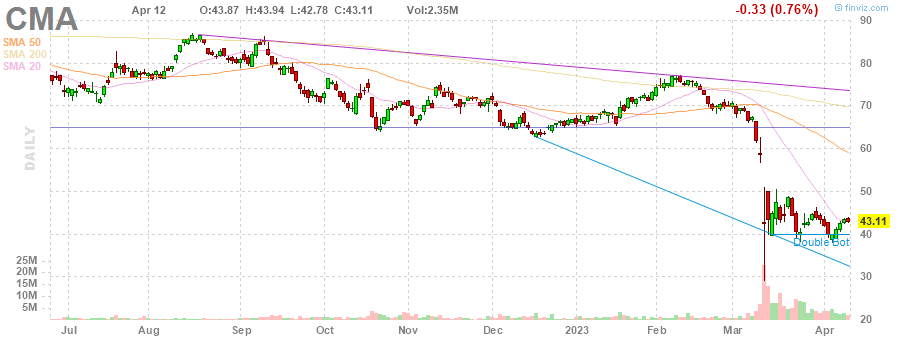 CMA Apr 12 O:43.87 H:43.94 L:42.78 C:43.11 Vol:2.35M -0.33 (0.76%) @ finviz.com
SMA 50
SMA 200
SMA 20
DAILY
90
80
70
60
50
43.11
40
Double Bot
30
20
25M
20M
15M
10M
5M
Jul Aug Sep Oct Nov Dec 2023 Feb Mar Apr